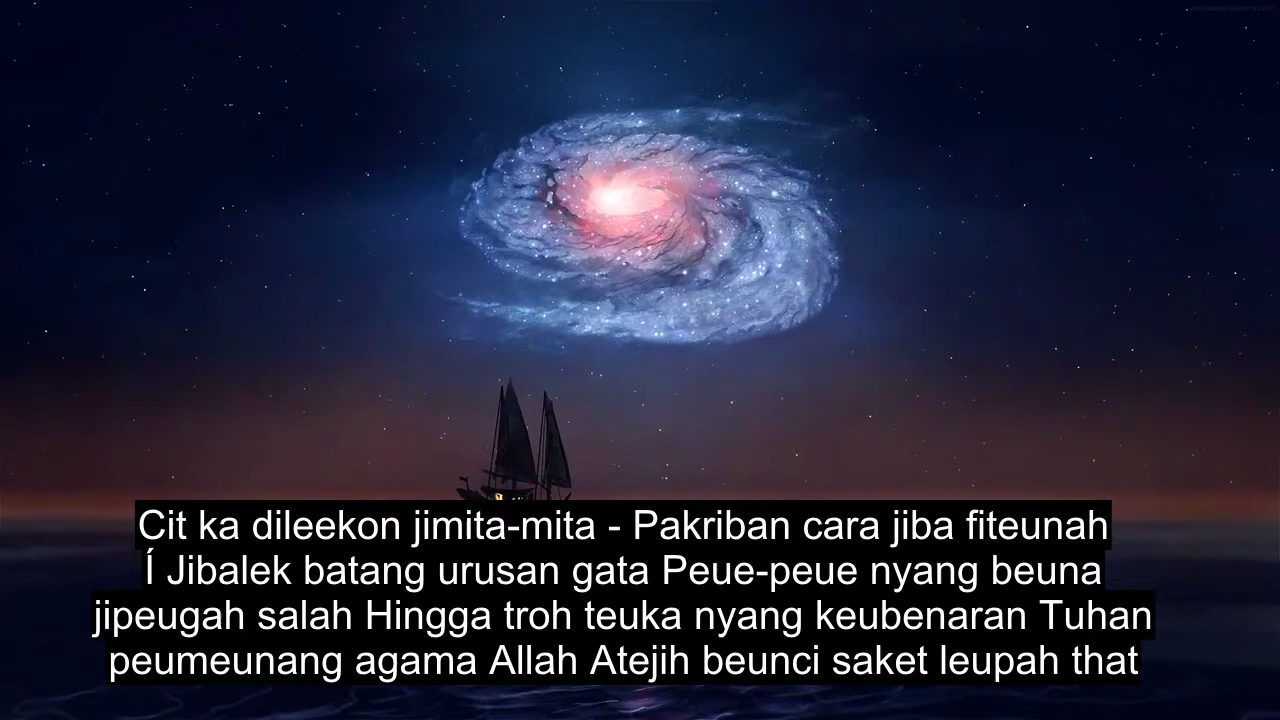 Cit ka dileekon jimita-mita - Pakriban cara jiba fiteunah
Í Jibalek batang urusan gata Peue-peue nyang beuna
jipeugah salah Hingga troh teuka nyang keubenaran Tuhan
peumeunang agama Allah Atejih beunci saket leupah that